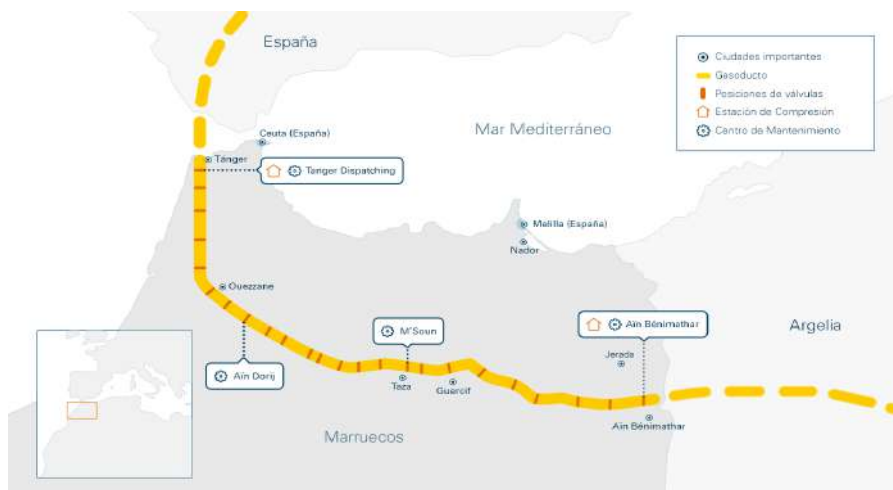 España
Ciudades importantes
Gasoducto
Posiciones de válvulas
Estación de Compresión
Centro de Mantenimiento
Mar Mediterráneo
Ceuta (España)
Tánger
Tanger Dispatching
Melilla (España)
Nador
Ouezzane
Aïn Bénimathar
M'Soun
Argelia
Jerada
Aïn Dorij
Taza
Guercif
Aïn Bénimathar
Marruecos